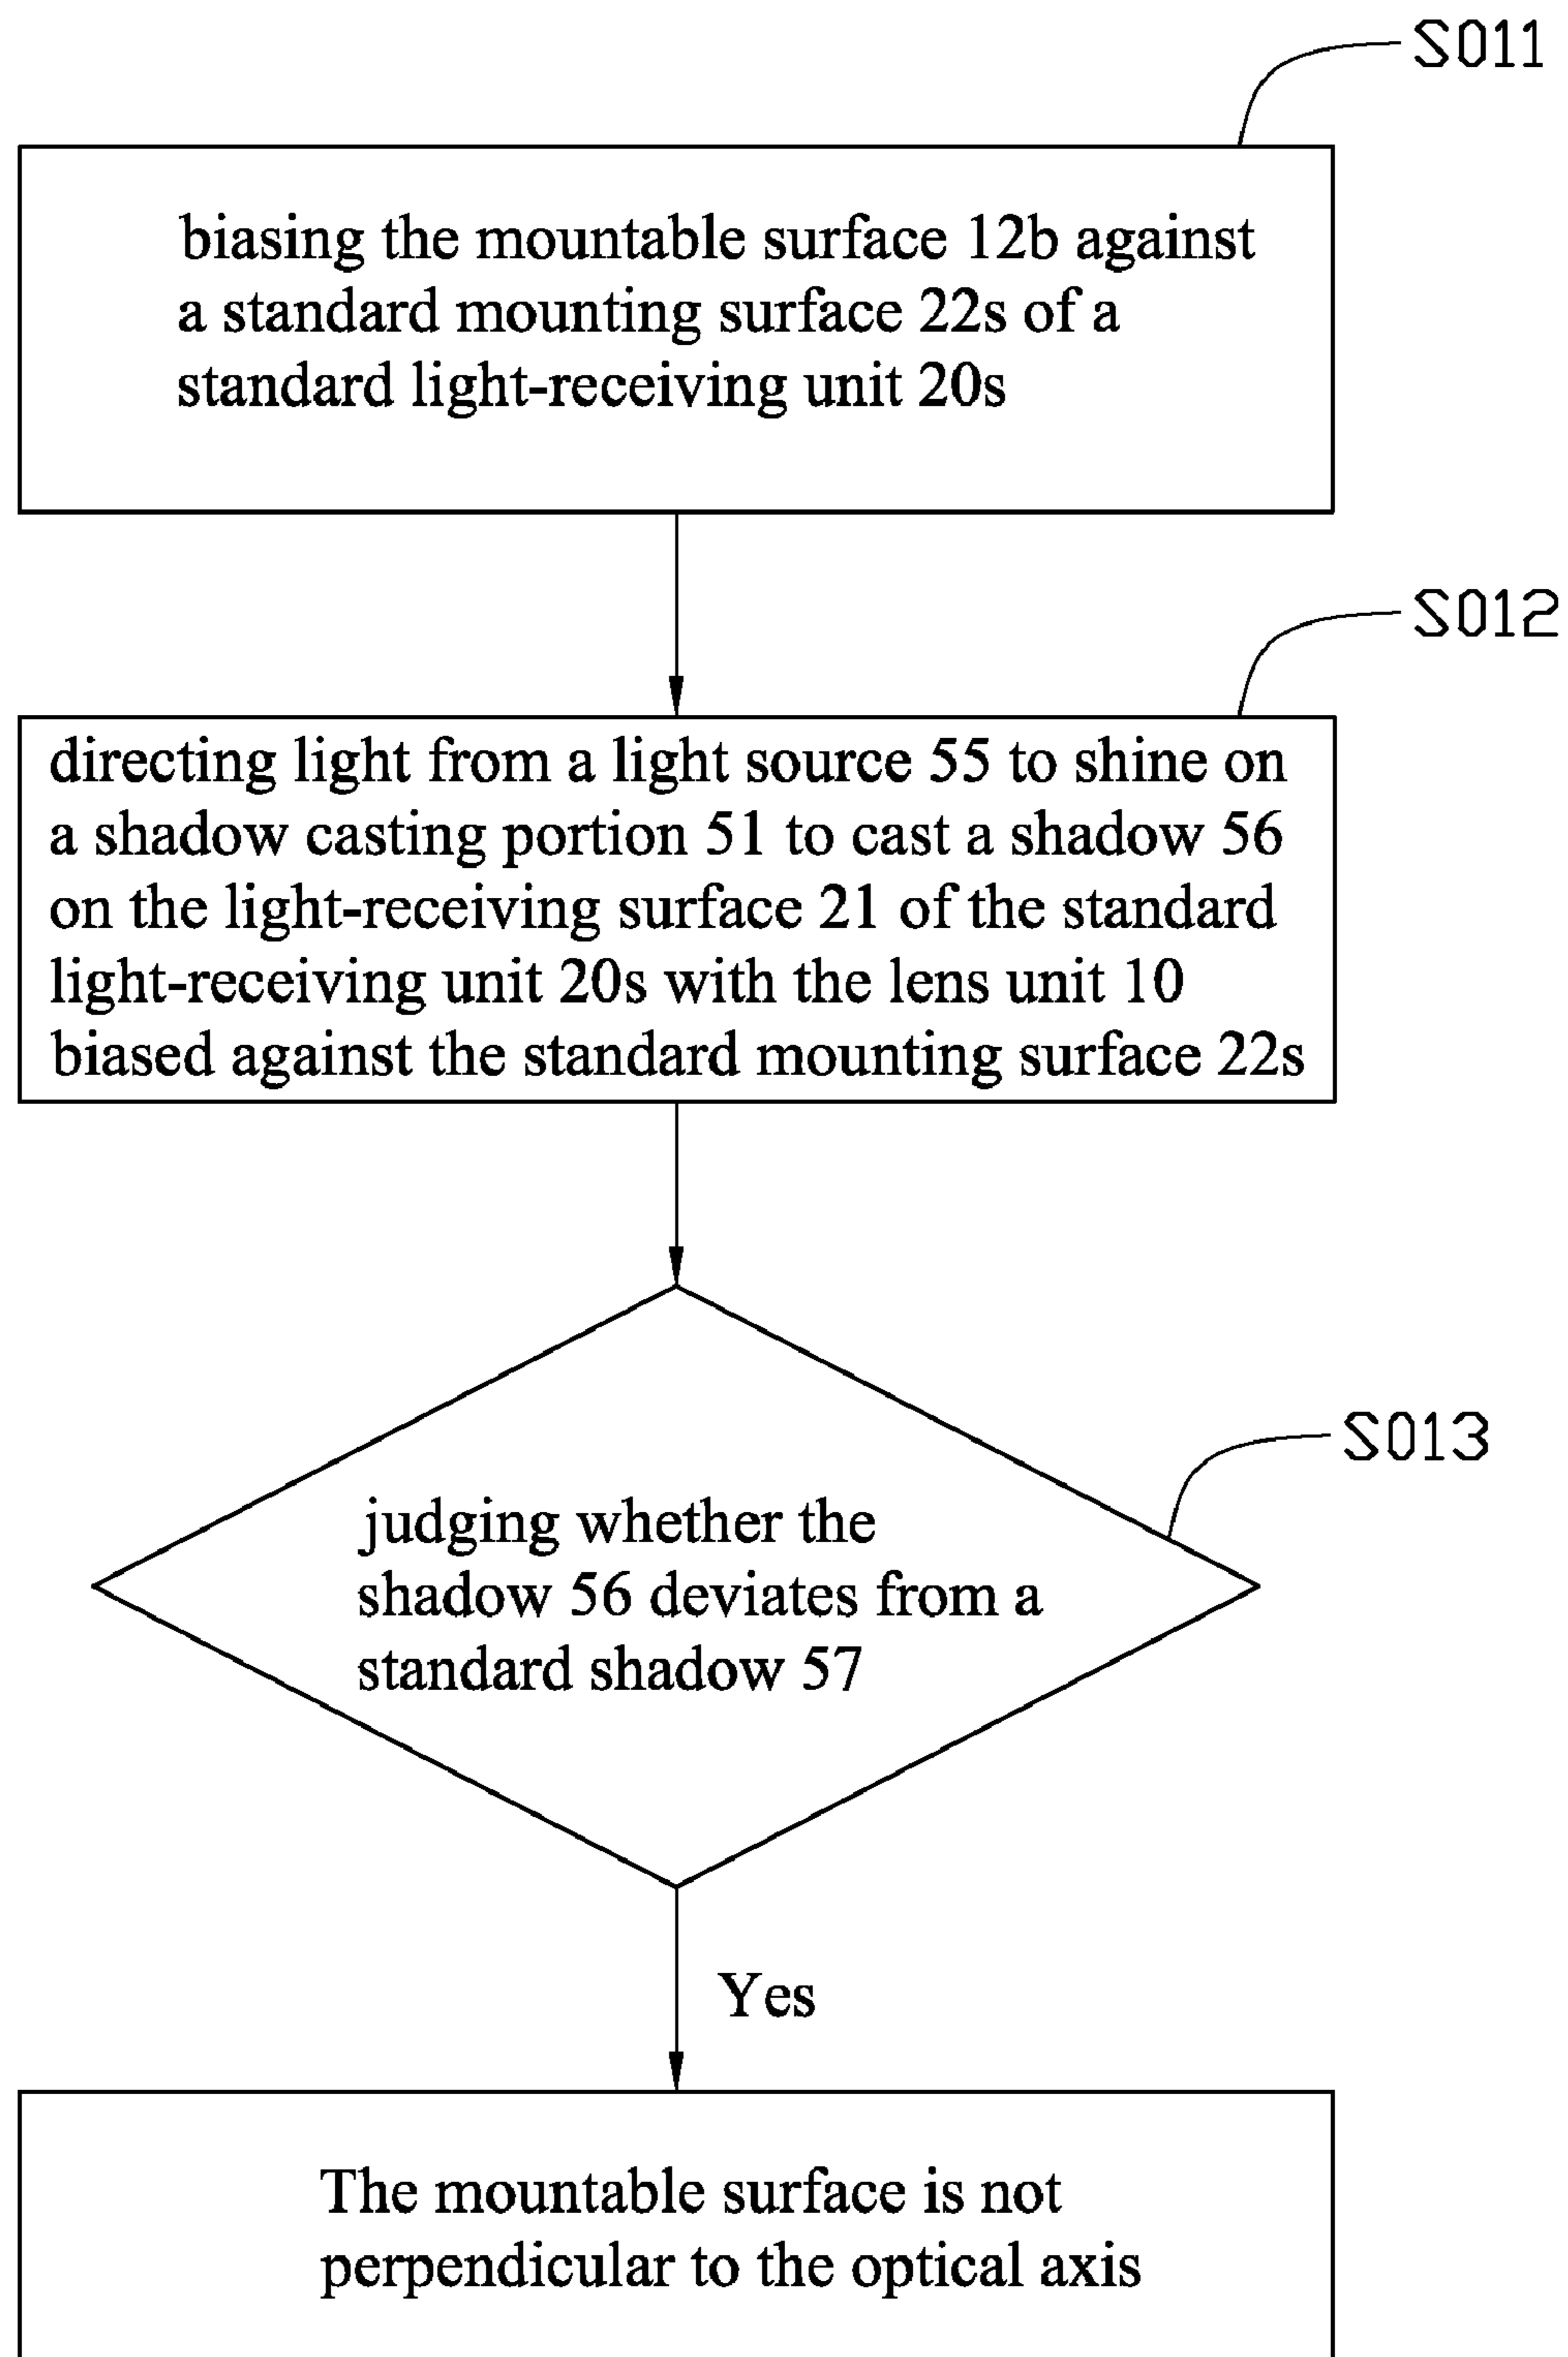 S011
biasing the mountable surface 12b against
a standard mounting surface 22s of a
standard light-receiving unit 20s
S012
directing light from a light source 55 to shine on
a shadow casting portion 51 to cast a shadow 56
on the light-receiving surface 21 of the standard
light-receiving unit 20s with the lens unit 10
biased against the standard mounting surface 22s
S013
judging whether the
shadow 56 deviates from a
standard shadow 57
Yes
The mountable surface is not
perpendicular to the optical axis